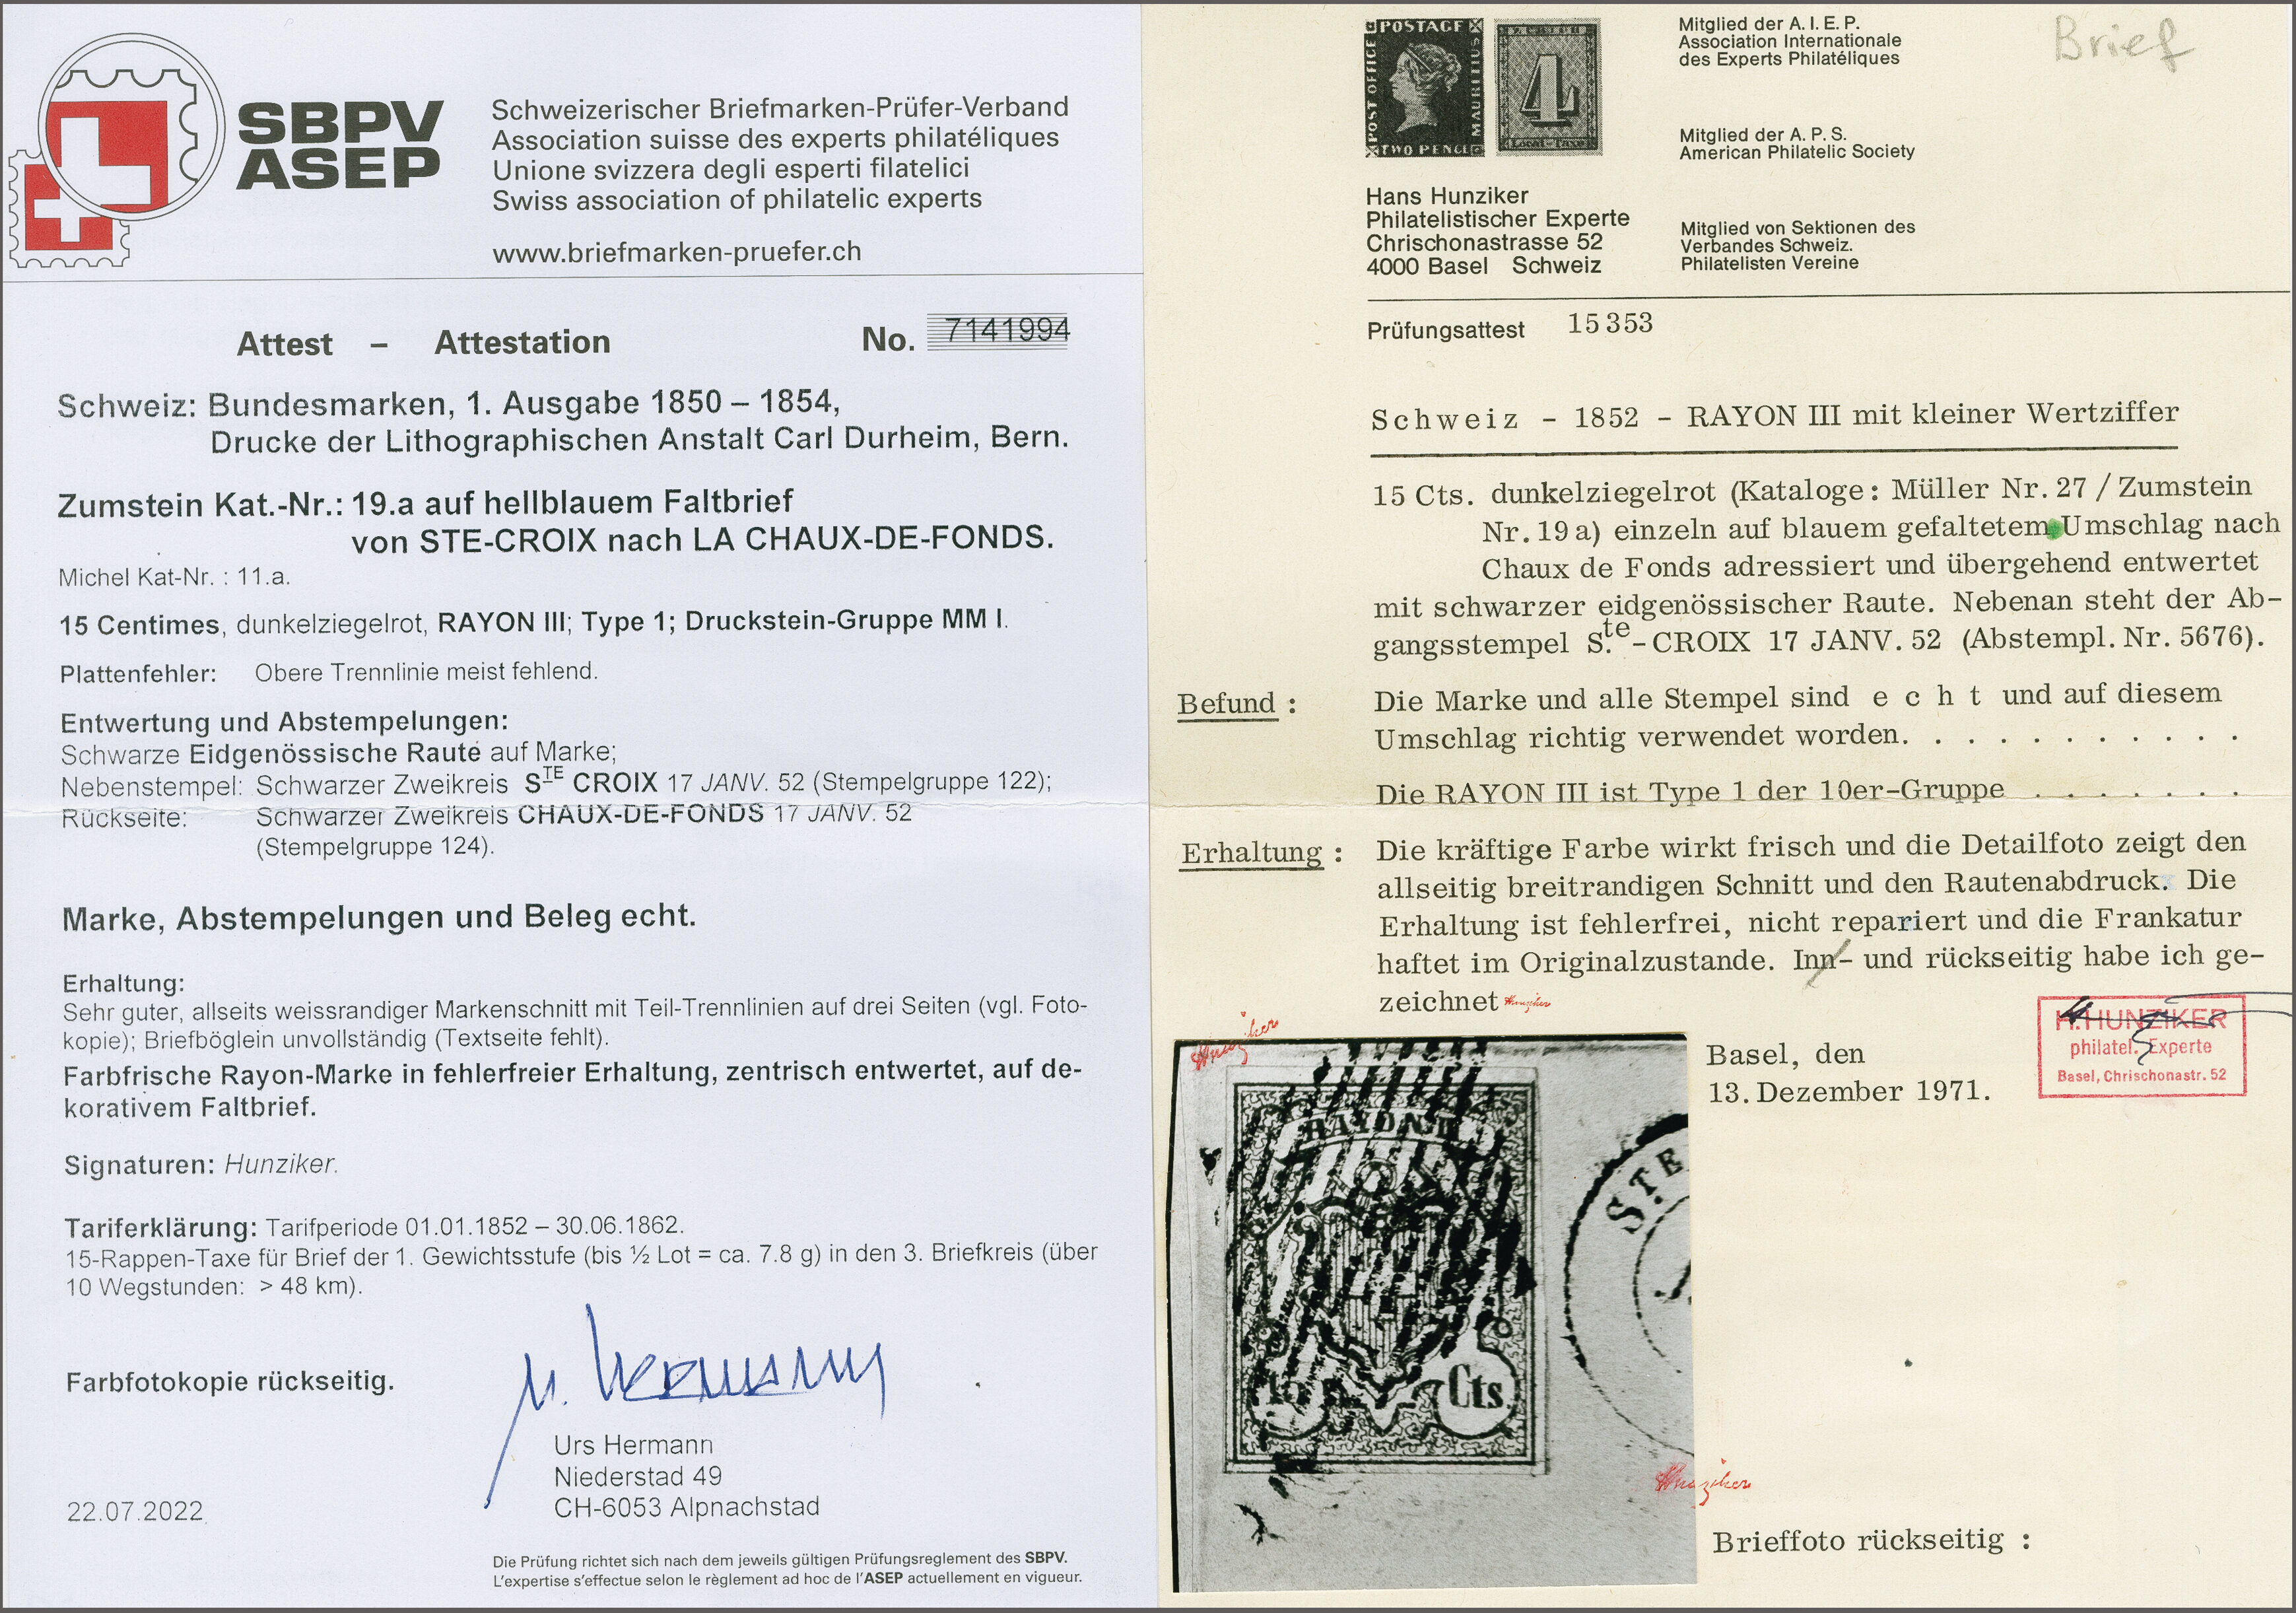 SBPV
ASEP
Schweizerischer Briefmarken-Prüfer-Verband
Association suisse des experts philatéliques
Unione svizzera degli esperti filatelici
Swiss association of philatelic experts
www.briefmarken-pruefer.ch
Attest – Attestation No. 7141994
Schweiz: Bundesmarken, 1. Ausgabe 1850 – 1854,
Drucke der Lithographischen Anstalt Carl Durheim, Bern.
Zumstein Kat.-Nr.: 19.a auf hellblauem Faltbrief
von STE-CROIX nach LA CHAUX-DE-FONDS.
Michel Kat-Nr. : 11.a.
15 Centimes, dunkelziegelrot, RAYON III; Type 1; Druckstein-Gruppe MM I.
Plattenfehler: Obere Trennlinie meist fehlend.
Entwertung und Abstempelungen:
Schwarze Eidgenössische Raute auf Marke;
Nebenstempel: Schwarzer Zweikreis STE CROIX 17 JANV. 52 (Stempelgruppe 122);
Rückseite: Schwarzer Zweikreis CHAUX-DE-FONDS 17 JANV. 52
(Stempelgruppe 124).
Marke, Abstempelungen und Beleg echt.
Erhaltung:
Sehr guter, allseits weissrandiger Markenschnitt mit Teil-Trennlinien auf drei Seiten (vgl. Foto-
kopie); Briefböglein unvollständig (Textseite fehlt).
Farbfrische Rayon-Marke in fehlerfreier Erhaltung, zentrisch entwertet, auf de-
korativem Faltbrief.
Signaturen: Hunziker.
Tariferklärung: Tarifperiode 01.01.1852 – 30.06.1862.
15-Rappen-Taxe für Brief der 1. Gewichtsstufe (bis ½ Lot = ca. 7.8 g) in den 3. Briefkreis (über
10 Wegstunden: > 48 km).
Farbfotokopie rückseitig.
u. Hermann
Urs Hermann
Niederstad 49
CH-6053 Alpnachstad
22.07.2022
Die Prüfung richtet sich nach dem jeweils gültigen Prüfungsreglement des SBPV.
L'expertise s'effectue selon le règlement ad hoc de l'ASEP actuellement en vigueur.
POSTAGE
POST OFFICE
MAURITIUS
TWO PENCE
4
Local-Taxe
Mitglied der A. I. E. P.
Association Internationale
des Experts Philatéliques
Brief
Mitglied der A. P. S.
American Philatelic Society
Hans Hunziker
Philatelistischer Experte
Chrischonastrasse 52
4000 Basel Schweiz
Mitglied von Sektionen des
Verbandes Schweiz.
Philatelisten Vereine
Prüfungsattest 15353
Schweiz - 1852 - RAYON III mit kleiner Wertziffer
15 Cts. dunkelziegelrot (Kataloge: Müller Nr. 27 / Zumstein
Nr. 19 a) einzeln auf blauem gefaltetem Umschlag nach
Chaux de Fonds adressiert und übergehend entwertet
mit schwarzer eidgenössischer Raute. Nebenan steht der Ab-
gangsstempel S.te-CROIX 17 JANV. 52 (Abstempl. Nr. 5676).
Befund : Die Marke und alle Stempel sind e c h t und auf diesem
Umschlag richtig verwendet worden. . . . . . . . . . .
Die RAYON III ist Type 1 der 10er-Gruppe . . . . . . .
Erhaltung : Die kräftige Farbe wirkt frisch und die Detailfoto zeigt den
allseitig breitrandigen Schnitt und den Rautenabdruck. Die
Erhaltung ist fehlerfrei, nicht repariert und die Frankatur
haftet im Originalzustande. Inn- und rückseitig habe ich ge-
zeichnet Hunziker
Hunziker
Basel, den
13. Dezember 1971.
H. HUNZIKER
philatel. Experte
Basel, Chrischonastr. 52
RAYON II
STE
15
Cts
Hunziker
Brieffoto rückseitig :